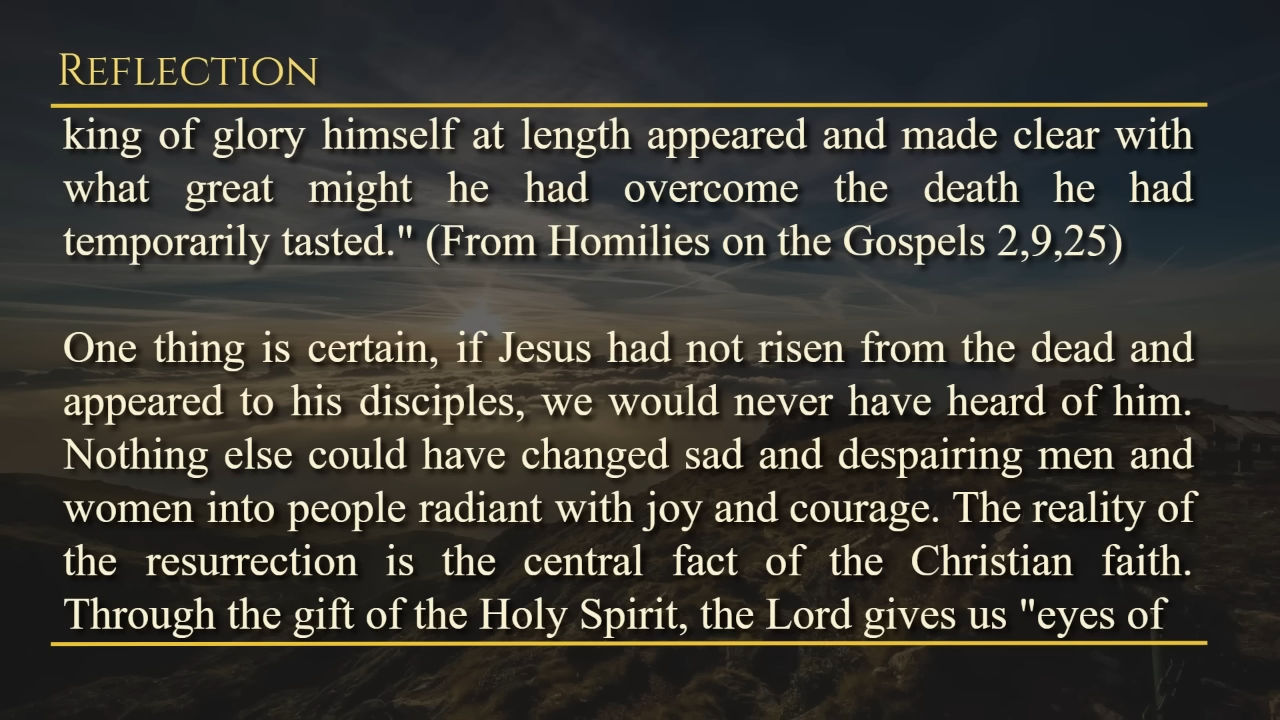 Reflection
king of glory himself at length appeared and made clear with
what great might he had overcome the death he had
temporarily tasted." (From Homilies on the Gospels 2,9,25)
One thing is certain, if Jesus had not risen from the dead and
appeared to his disciples, we would never have heard of him.
Nothing else could have changed sad and despairing men and
women into people radiant with joy and courage. The reality of
the resurrection is the central fact of the Christian faith.
Through the gift of the Holy Spirit, the Lord gives us "eyes of